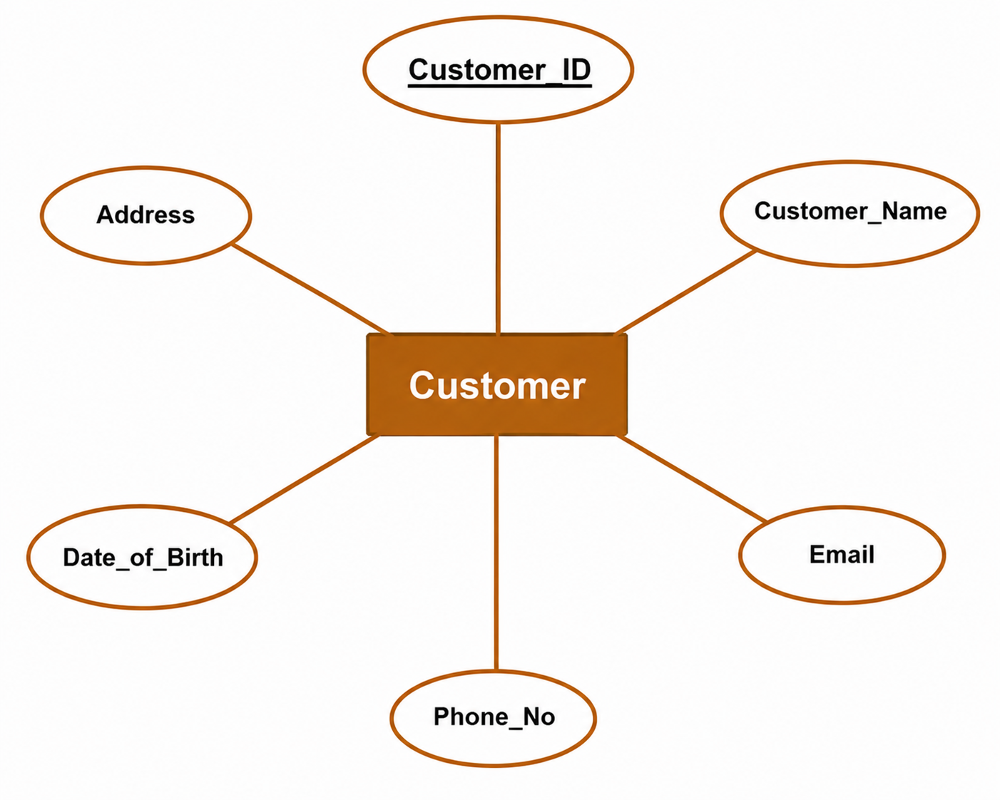 Customer_ID
Address
Customer_Name
Customer
Date_of_Birth
Email
Phone_No